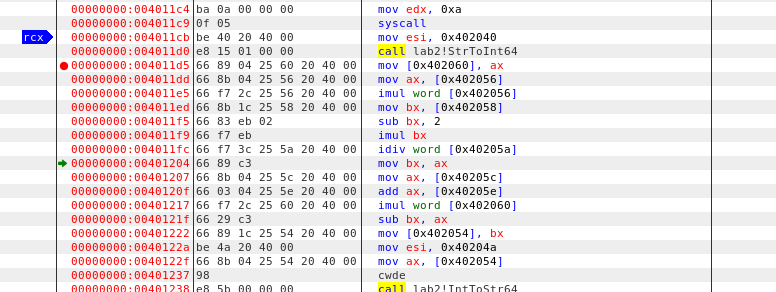 00000000:004011c4 ba 0a 00 00 00 mov edx, 0xa
00000000:004011c9 0f 05 syscall
rcx 00000000:004011cb be 40 20 40 00 mov esi, 0x402040
00000000:004011d0 e8 15 01 00 00 call lab2!StrToInt64
00000000:004011d5 66 89 04 25 60 20 40 00 mov [0x402060], ax
00000000:004011dd 66 8b 04 25 56 20 40 00 mov ax, [0x402056]
00000000:004011e5 66 f7 2c 25 56 20 40 00 imul word [0x402056]
00000000:004011ed 66 8b 1c 25 58 20 40 00 mov bx, [0x402058]
00000000:004011f5 66 83 eb 02 sub bx, 2
00000000:004011f9 66 f7 eb imul bx
00000000:004011fc 66 f7 3c 25 5a 20 40 00 idiv word [0x40205a]
00000000:00401204 66 89 c3 mov bx, ax
00000000:00401207 66 8b 04 25 5c 20 40 00 mov ax, [0x40205c]
00000000:0040120f 66 03 04 25 5e 20 40 00 add ax, [0x40205e]
00000000:00401217 66 f7 2c 25 60 20 40 00 imul word [0x402060]
00000000:0040121f 66 29 c3 sub bx, ax
00000000:00401222 66 89 1c 25 54 20 40 00 mov [0x402054], bx
00000000:0040122a be 4a 20 40 00 mov esi, 0x40204a
00000000:0040122f 66 8b 04 25 54 20 40 00 mov ax, [0x402054]
00000000:00401237 98 cwde
00000000:00401238 e8 5b 00 00 00 call lab2!IntToStr64